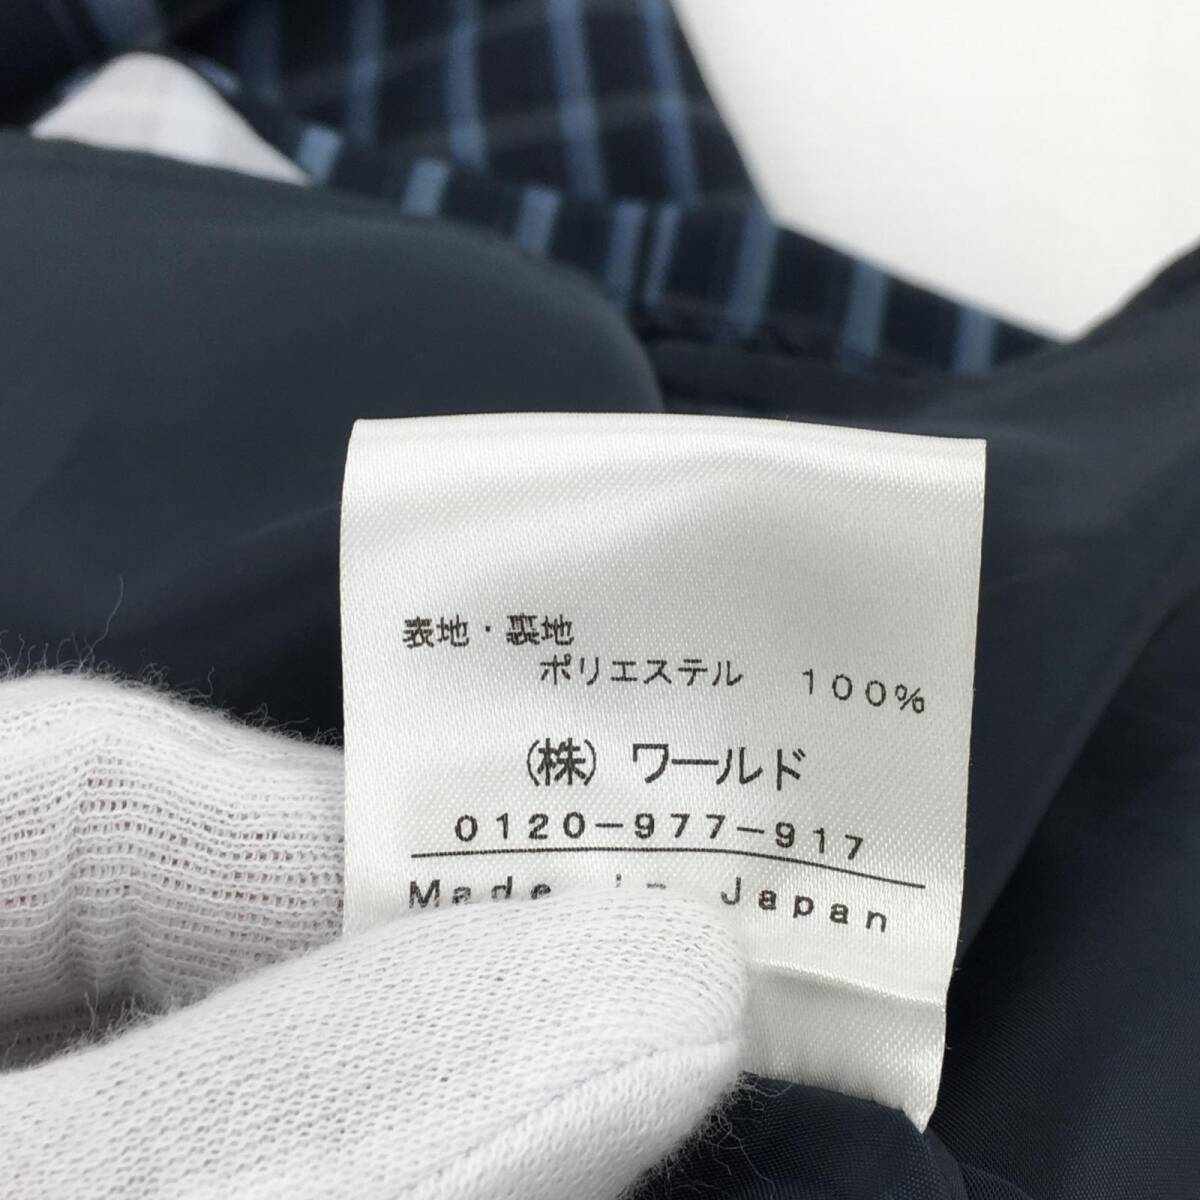 表地・裏地
ポリエステル 100%
(株) ワールド
0120-977-917
Made in Japan